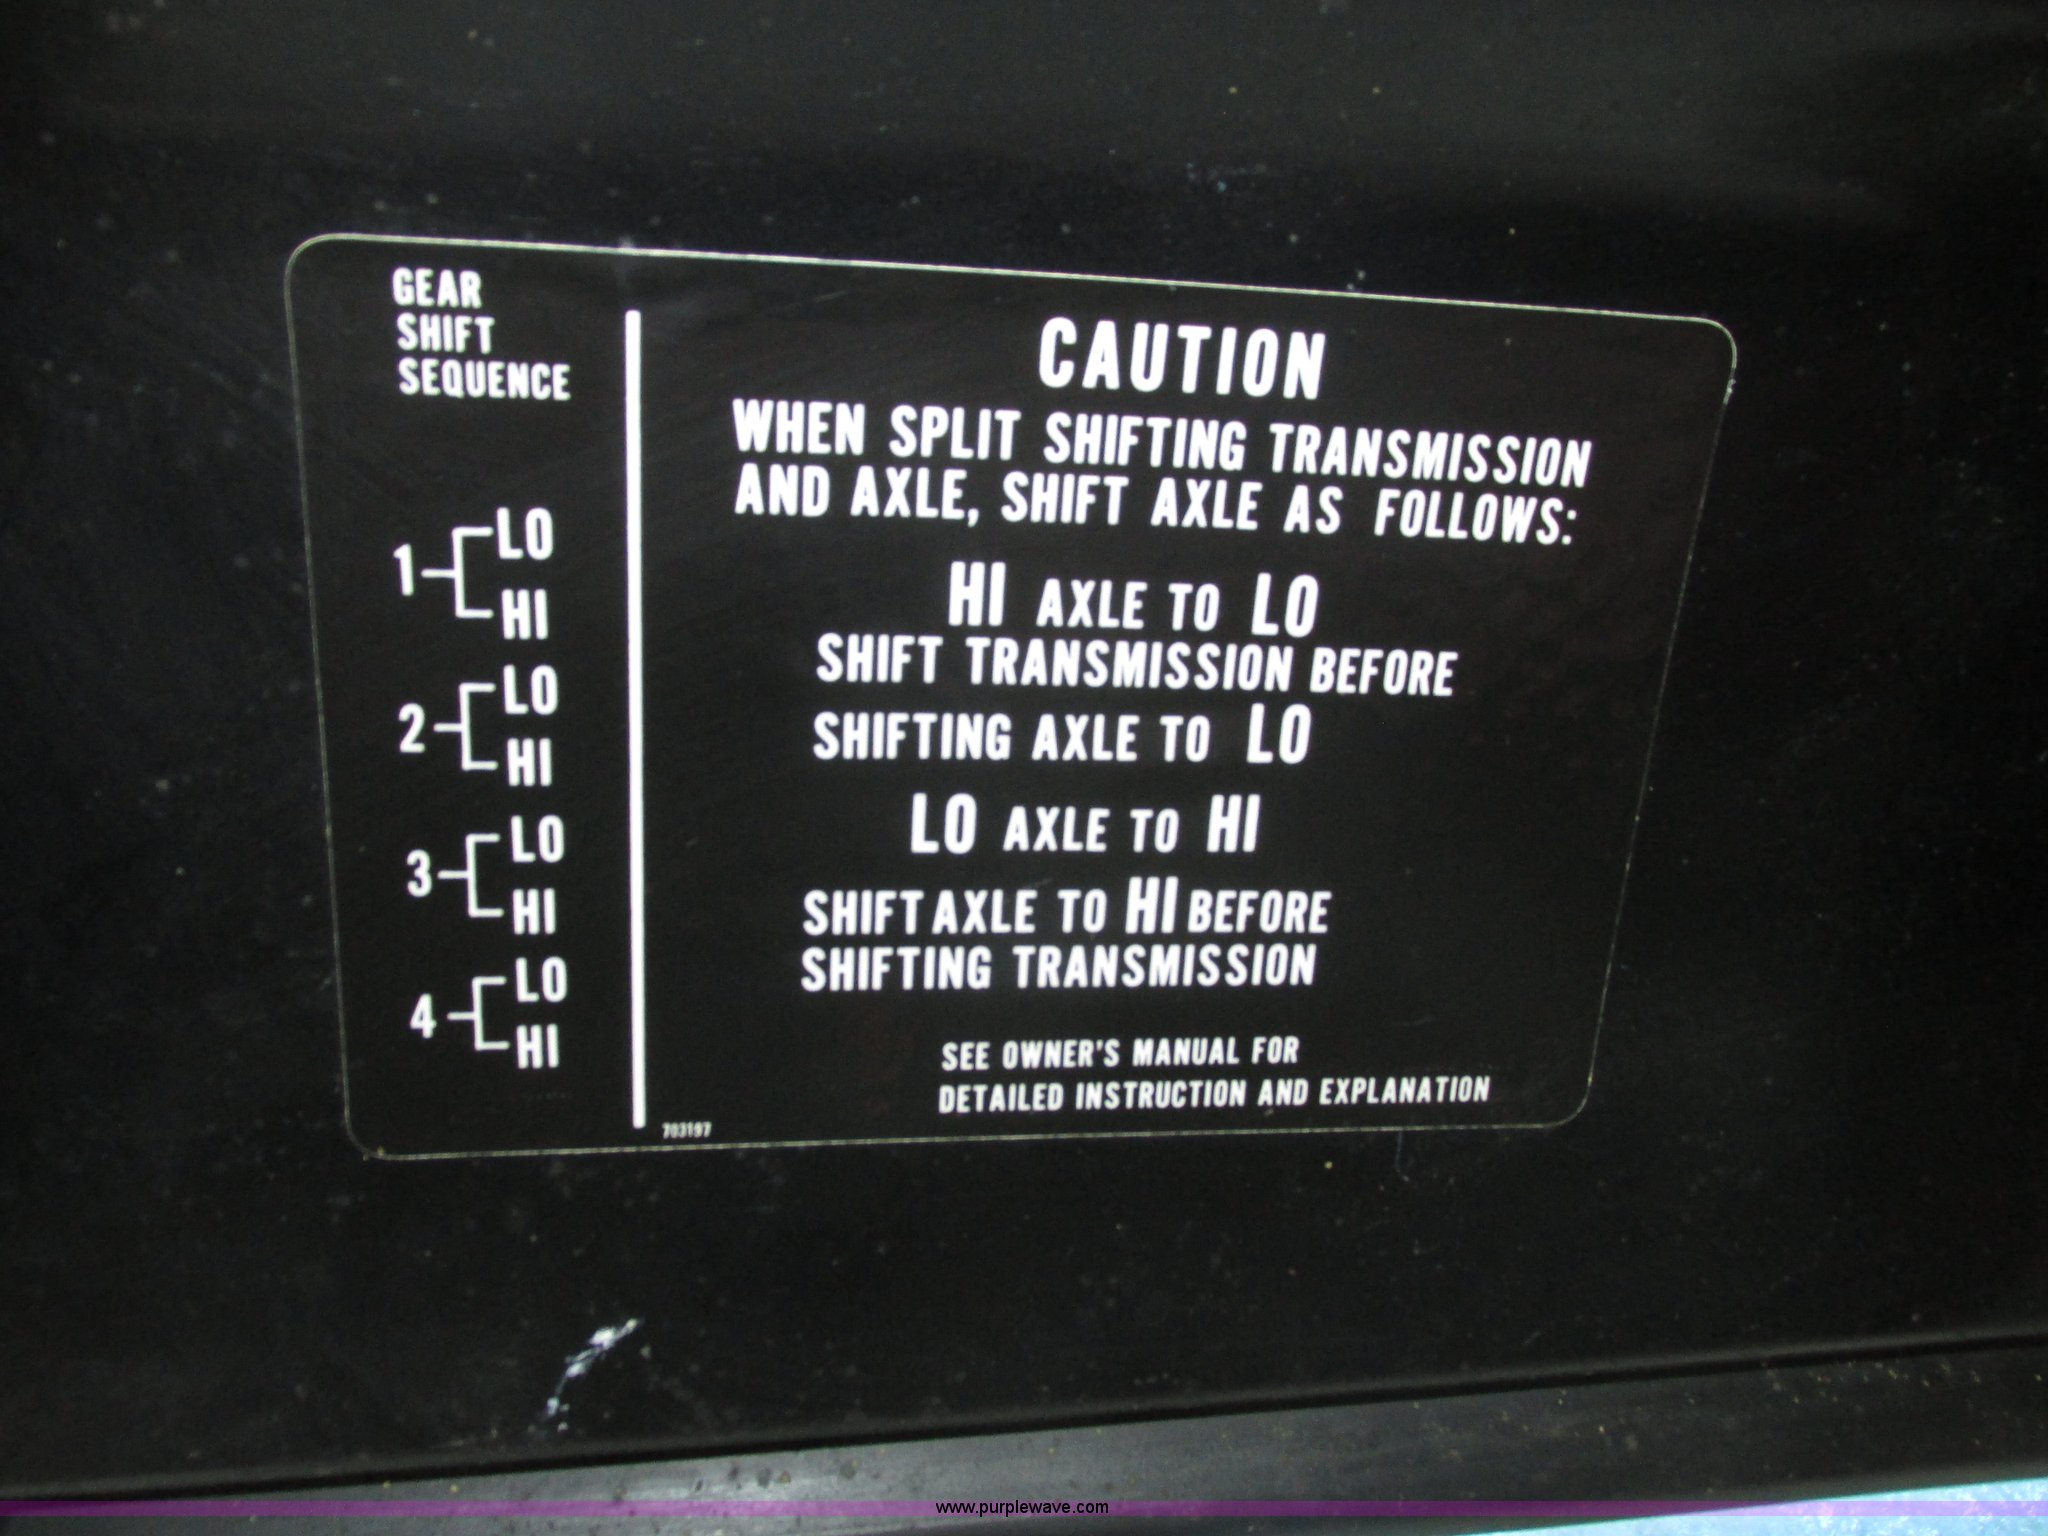 GEAR
SHIFT
SEQUENCE
1 LO
HI
2 LO
HI
3 LO
HI
4 LO
HI
CAUTION
WHEN SPLIT SHIFTING TRANSMISSION
AND AXLE, SHIFT AXLE AS FOLLOWS:
HI AXLE TO LO
SHIFT TRANSMISSION BEFORE
SHIFTING AXLE TO LO
LO AXLE TO HI
SHIFT AXLE TO HI BEFORE
SHIFTING TRANSMISSION
SEE OWNER'S MANUAL FOR
DETAILED INSTRUCTION AND EXPLANATION
703197
www.purplewave.com